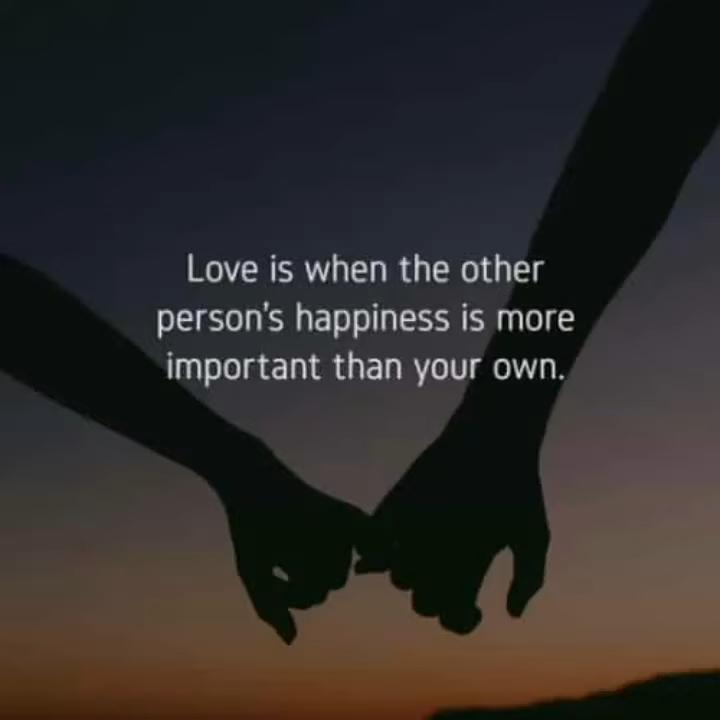 Love is when the other
person's happiness is more
important than your own.